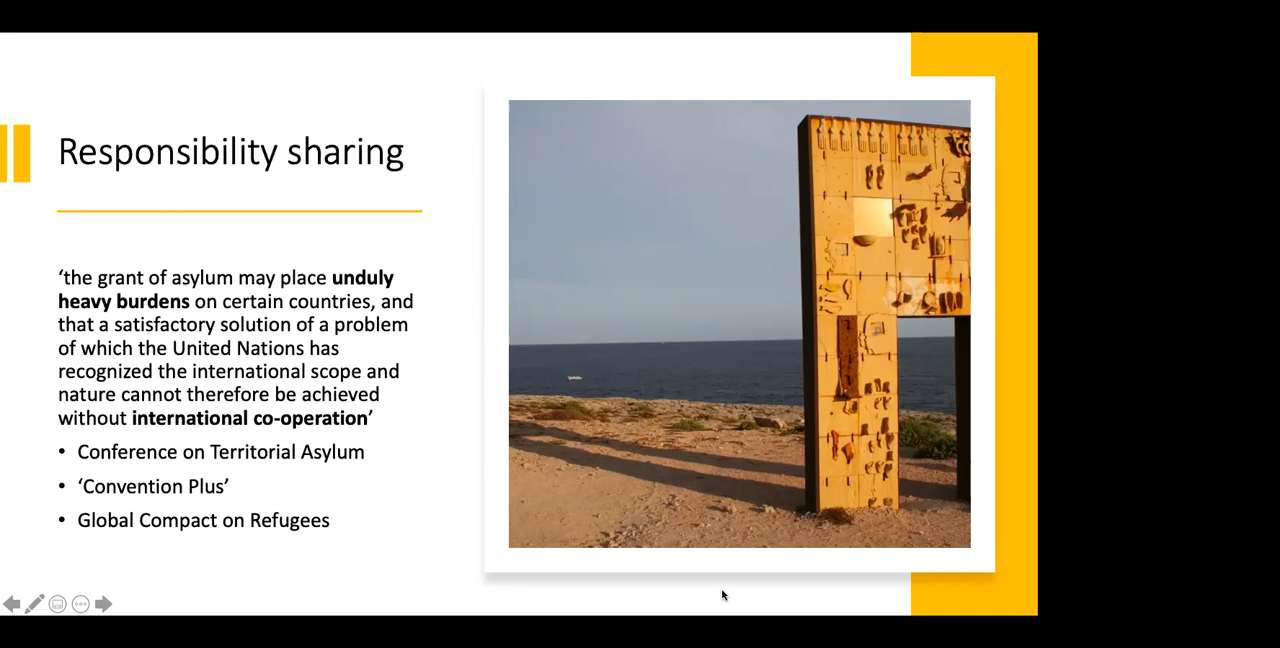 Responsibility sharing
‘the grant of asylum may place unduly
heavy burdens on certain countries, and
that a satisfactory solution of a problem
of which the United Nations has
recognized the international scope and
nature cannot therefore be achieved
without international co-operation’
• Conference on Territorial Asylum
• ‘Convention Plus’
• Global Compact on Refugees